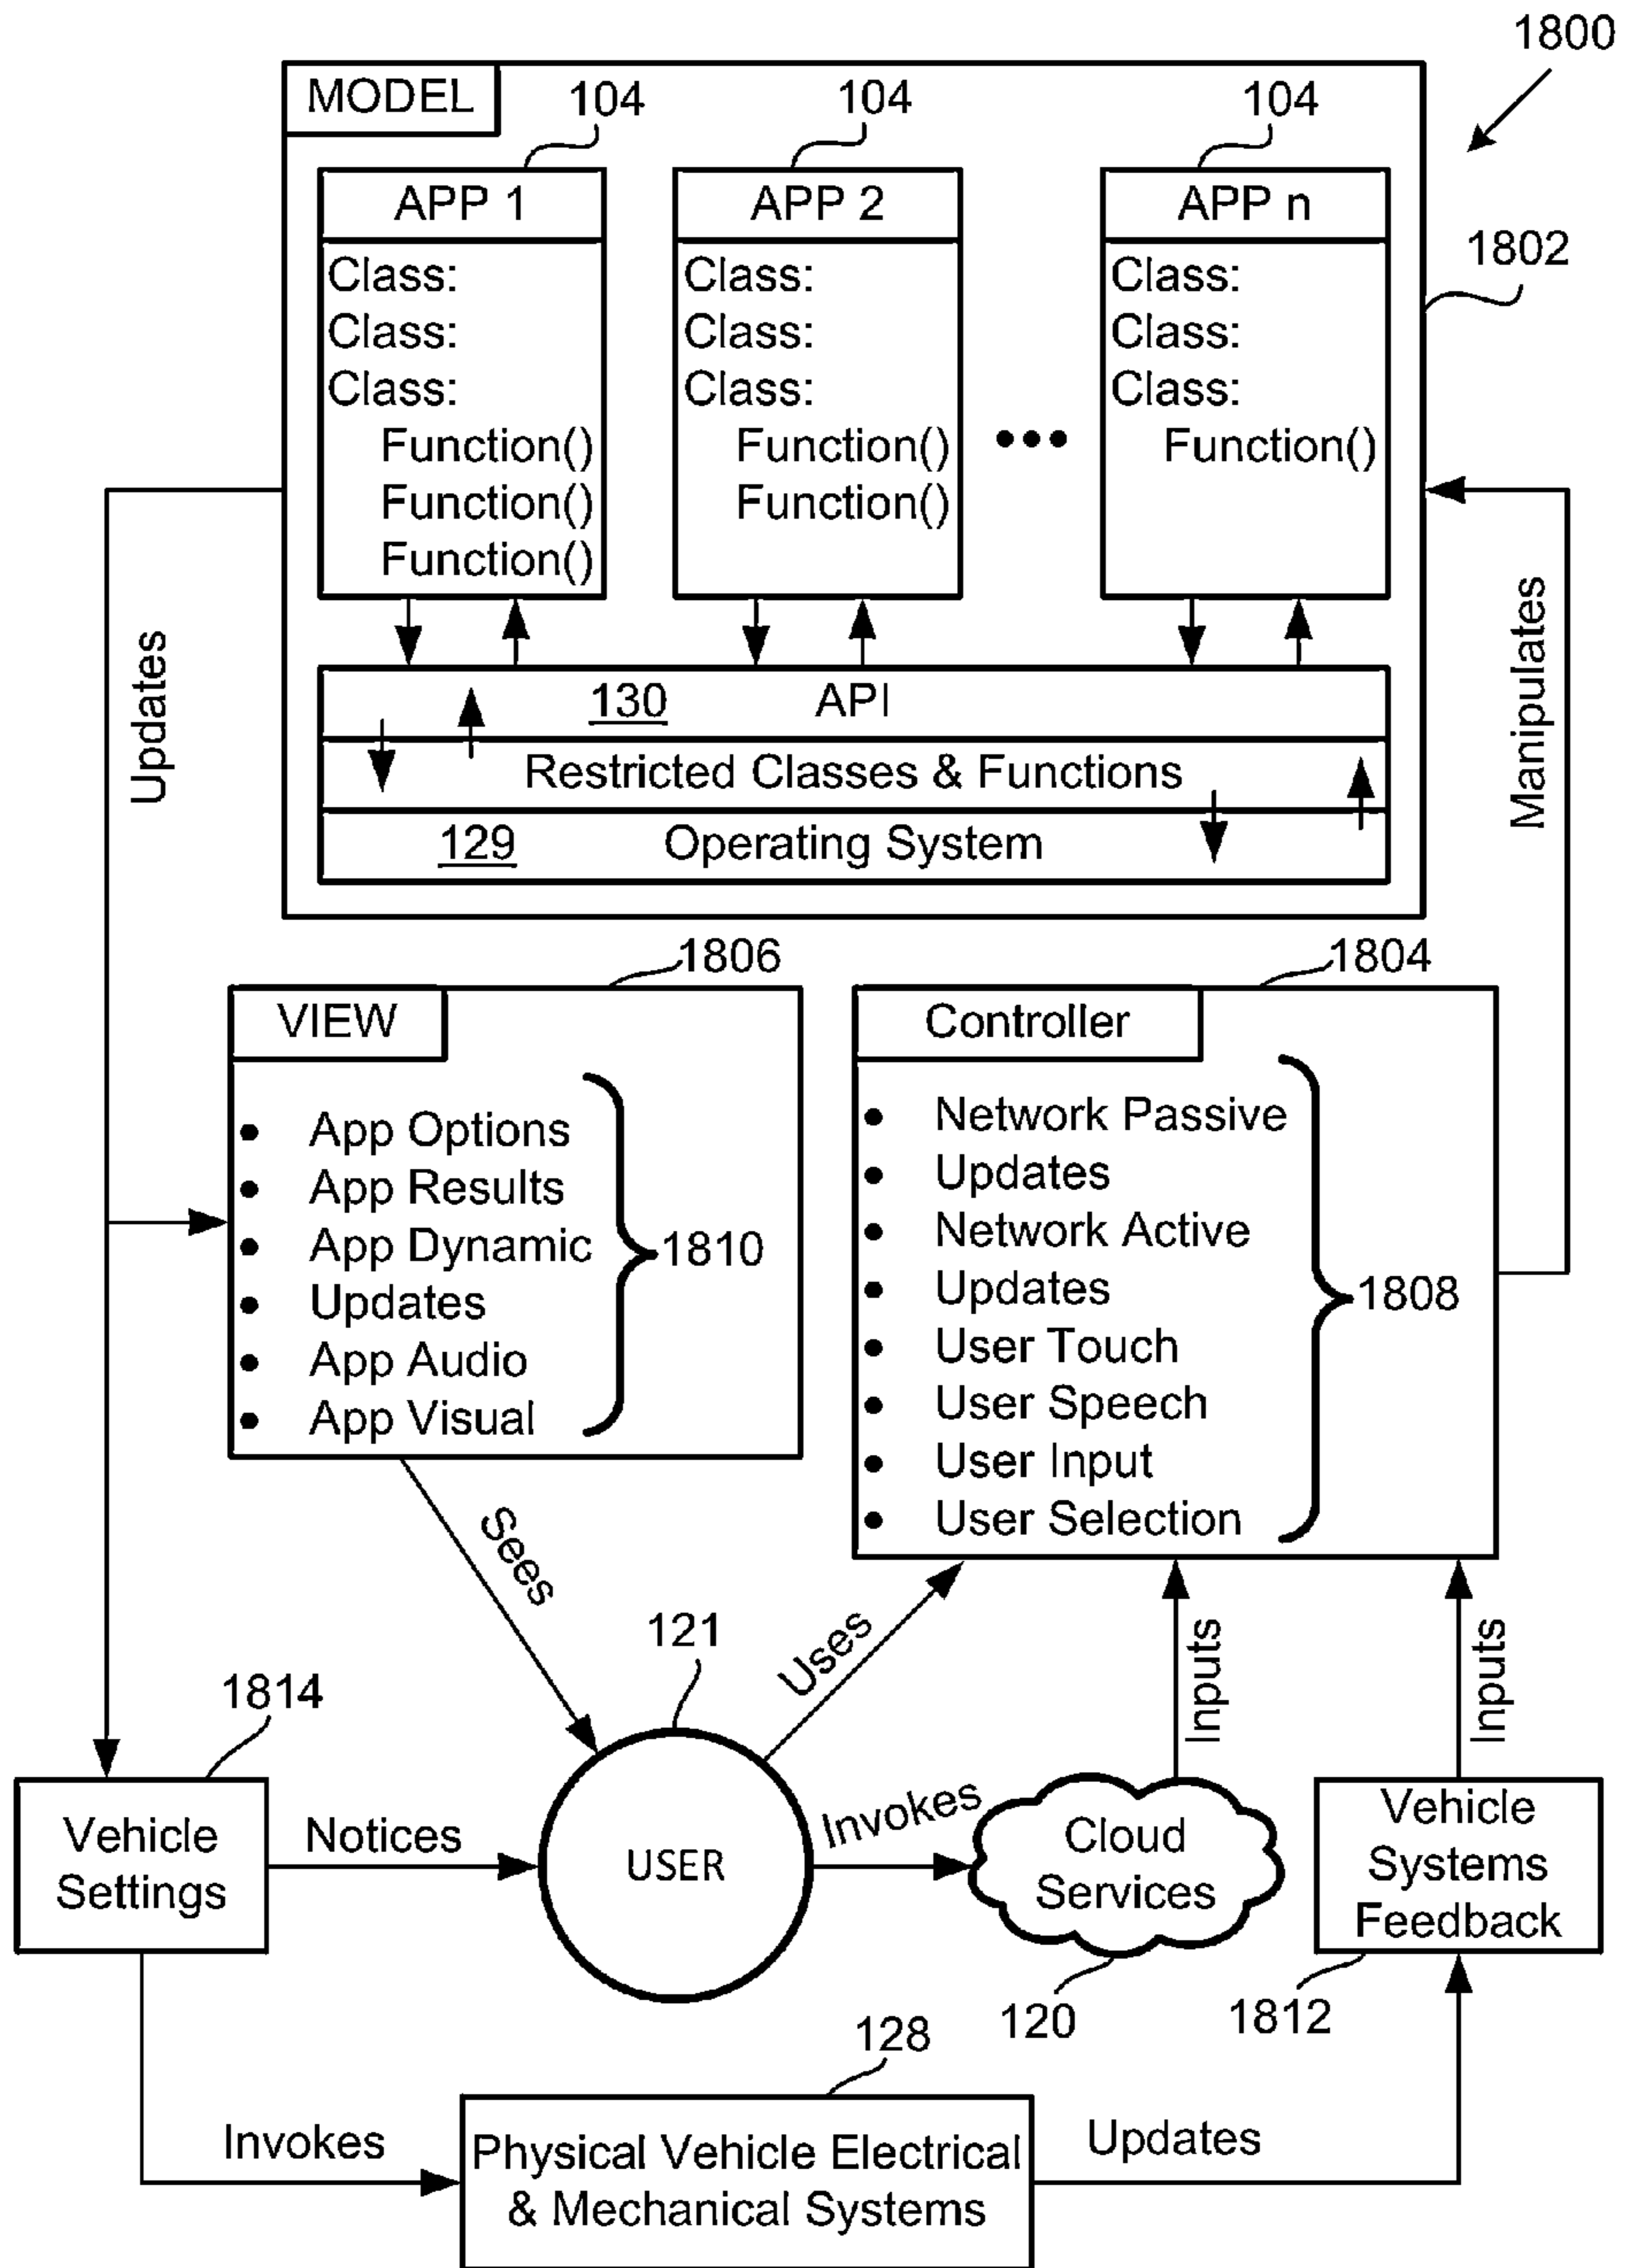 1800
MODEL
104
104
104
APP 1
APP 2
APP n
1802
Class:
Class:
Class:
Function()
Function()
Function()
Class:
Class:
Class:
Function()
Function()
•••
Class:
Class:
Class:
Function()
Updates
Manipulates
130 API
Restricted Classes & Functions
129 Operating System
1806
VIEW
• App Options
• App Results
• App Dynamic
• Updates
• App Audio
• App Visual
1810
1804
Controller
• Network Passive
• Updates
• Network Active
• Updates
• User Touch
• User Speech
• User Input
• User Selection
1808
Sees
121
Uses
Inputs
Inputs
1814
Vehicle
Settings
Notices
USER
Invokes
Cloud
Services
Vehicle
Systems
Feedback
120
1812
128
Invokes
Physical Vehicle Electrical
& Mechanical Systems
Updates